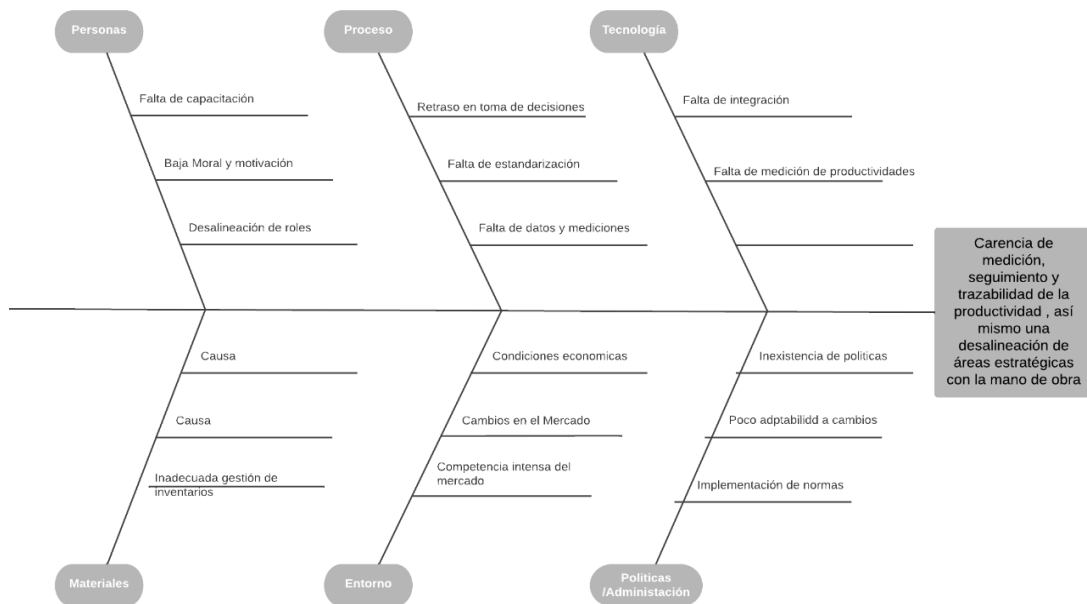 Personas
Proceso
Tecnología
Falta de capacitación
Retraso en toma de decisiones
Falta de integración
Baja Moral y motivación
Falta de estandarización
Falta de medición de productividades
Desalineación de roles
Falta de datos y mediciones
Carencia de
medición,
seguimiento y
trazabilidad de la
productividad , así
mismo una
desalineación de
áreas estratégicas
con la mano de obra
Causa
Condiciones economicas
Inexistencia de politicas
Causa
Cambios en el Mercado
Poco adptabilidd a cambios
Inadecuada gestión de
inventarios
Competencia intensa del
mercado
Implementación de normas
Materiales
Entorno
Politicas
/Administación